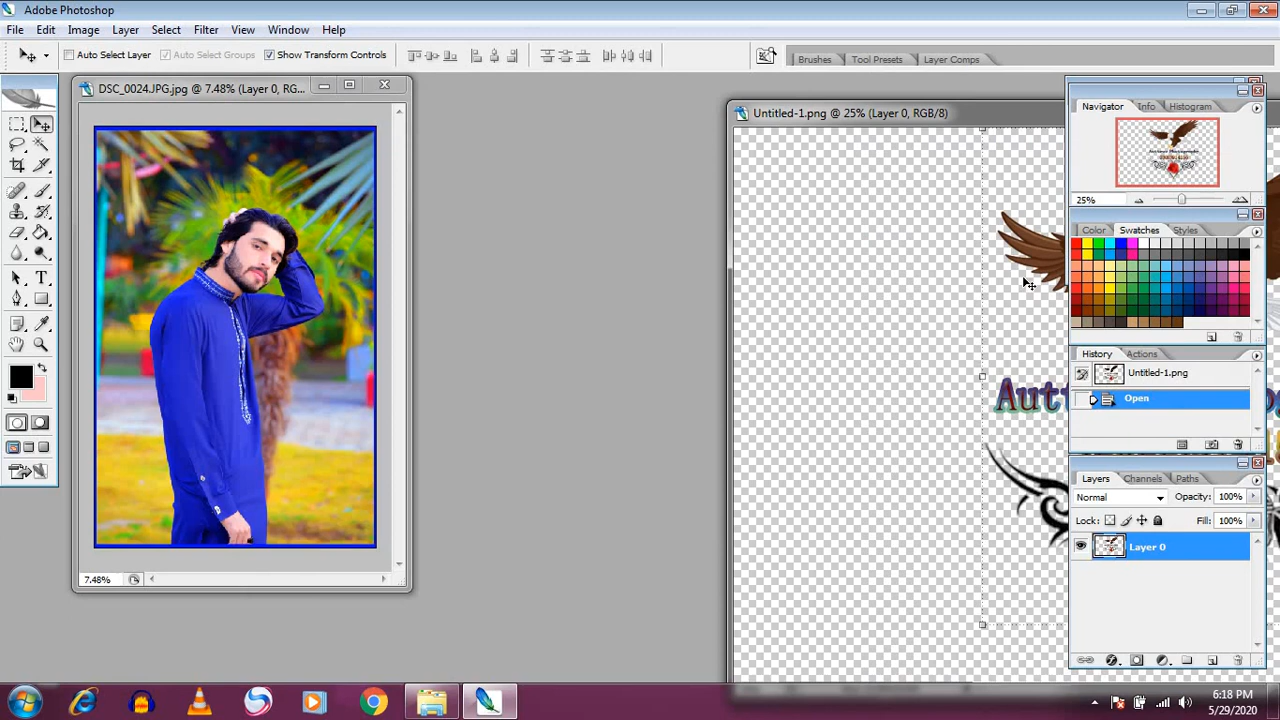 Adobe Photoshop
File Edit Image Layer Select Filter View Window Help
Auto Select Layer Auto Select Groups Show Transform Controls
Brushes Tool Presets Layer Comps
DSC_0024.JPG.jpg @ 7.48% (Layer 0, RG...
7.48%
Untitled-1.png @ 25% (Layer 0, RGB/8)
Navigator Info Histogram
25%
Color Swatches Styles
History Actions
Untitled-1.png
Open
Layers Channels Paths
Normal Opacity: 100%
Lock: Fill: 100%
Layer 0
6:18 PM
5/29/2020